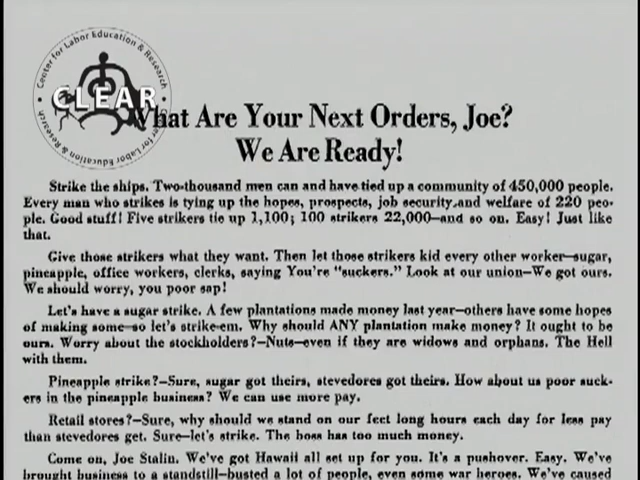 Center for Labor Education & Research
CLEAR
What Are Your Next Orders, Joe?
We Are Ready!
Strike the ships. Two-thousand men can and have tied up a community of 450,000 people.
Every man who strikes is tying up the hopes, prospects, job security and welfare of 220 peo-
ple. Good stuff! Five strikers tie up 1,100; 100 strikers 22,000—and so on. Easy! Just like
that.
Give those strikers what they want. Then let those strikers kid every other worker—sugar,
pineapple, office workers, clerks, saying You're "suckers." Look at our union—We got ours.
We should worry, you poor sap!
Let's have a sugar strike. A few plantations made money last year—others have some hopes
of making some—so let's strike-em. Why should ANY plantation make money? It ought to be
ours. Worry about the stockholders?—Nuts—even if they are widows and orphans. The Hell
with them.
Pineapple strike?—Sure, sugar got theirs, stevedores got theirs. How about us poor suck-
ers in the pineapple business? We can use more pay.
Retail stores?—Sure, why should we stand on our feet long hours each day for less pay
than stevedores get. Sure—let's strike. The boss has too much money.
Come on, Joe Stalin. We've got Hawaii all set up for you. It's a pushover. Easy. We've
brought business to a standstill—busted a lot of people, even some war heroes. We've caused